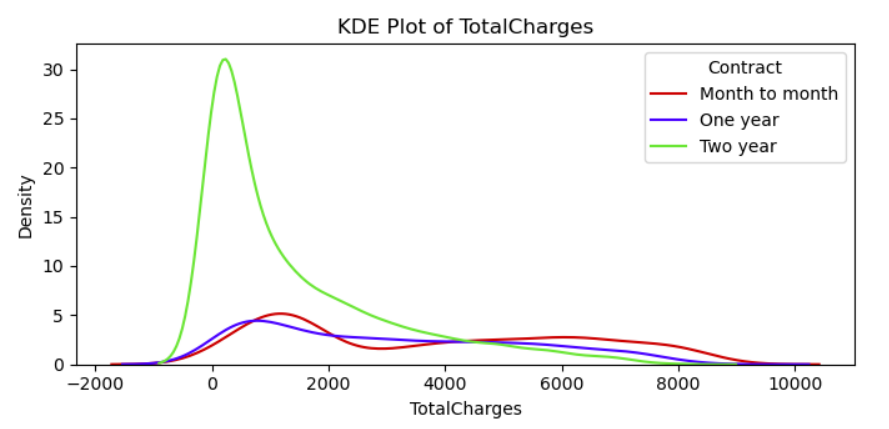 KDE Plot of TotalCharges
Contract
Month to month
One year
Two year
Density
30
25
20
15
10
5
0
−2000 0 2000 4000 6000 8000 10000
TotalCharges